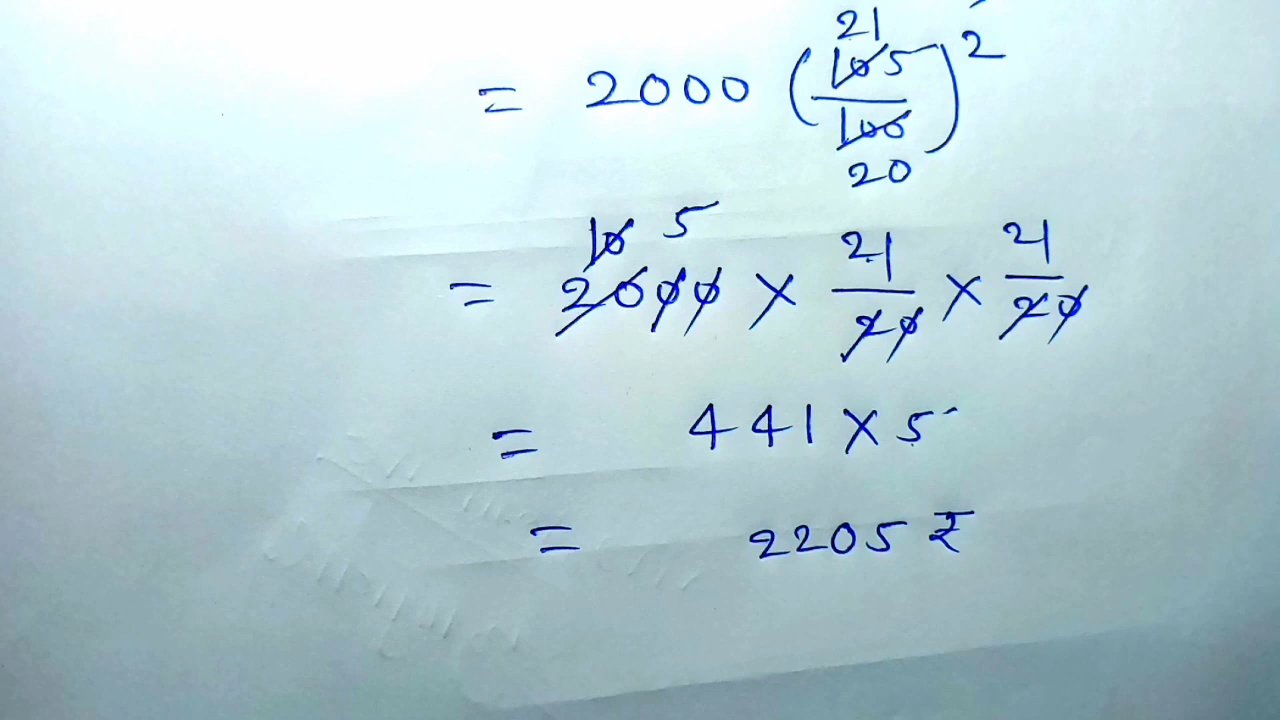 21
= 2000 (105/100)²
20
10 5
= 2000 × 21/20 × 21/20
= 441 × 5
= 2205 ₹